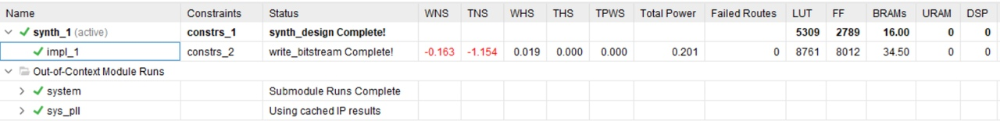 Name Constraints Status WNS TNS WHS THS TPWS Total Power Failed Routes LUT FF BRAMs URAM DSP
synth_1 (active) constrs_1 synth_design Complete! 5309 2789 16.00 0 0
impl_1 constrs_2 write_bitstream Complete! -0.163 -1.154 0.019 0.000 0.000 0.201 0 8761 8012 34.50 0 0
Out-of-Context Module Runs
system Submodule Runs Complete
sys_pll Using cached IP results